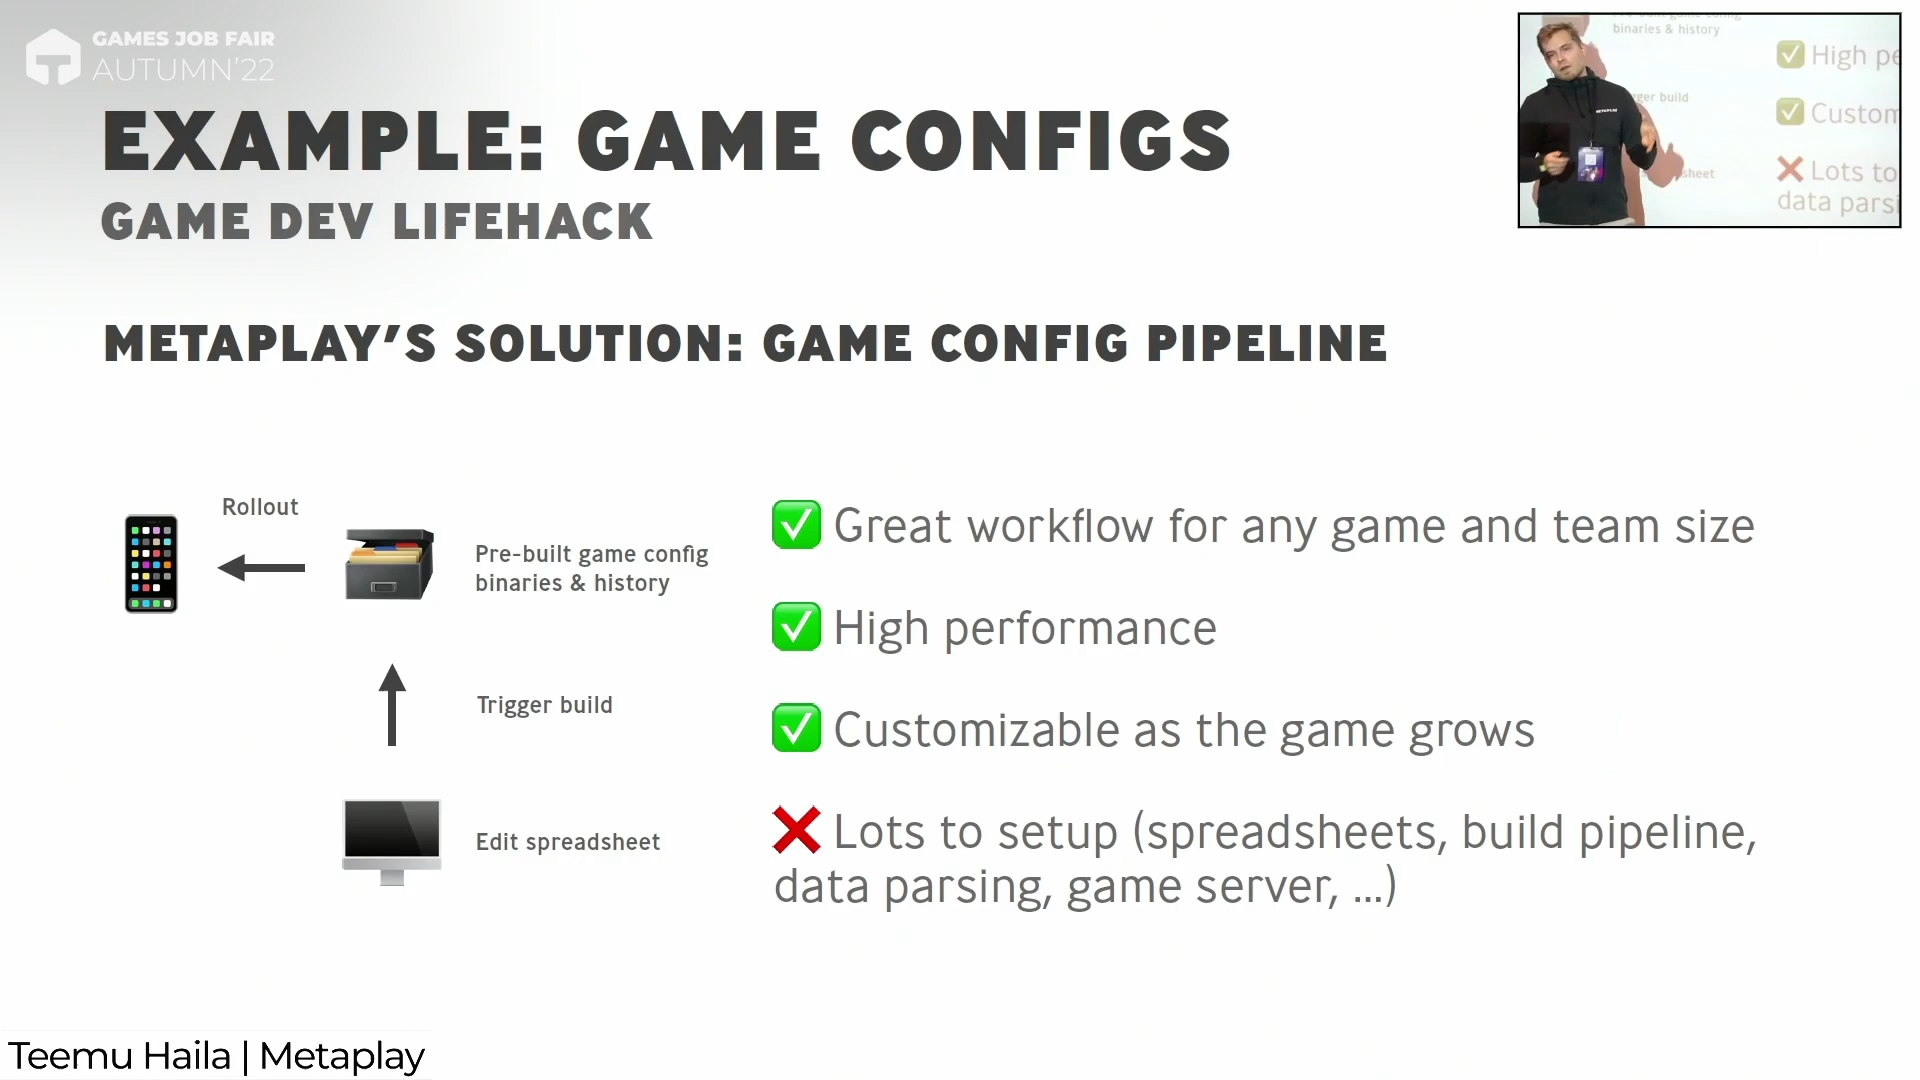 GAMES JOB FAIR
AUTUMN'22
EXAMPLE: GAME CONFIGS
GAME DEV LIFEHACK
METAPLAY’S SOLUTION: GAME CONFIG PIPELINE
Rollout
Pre-built game config
binaries & history
Trigger build
Edit spreadsheet
Great workflow for any game and team size
High performance
Customizable as the game grows
Lots to setup (spreadsheets, build pipeline,
data parsing, game server, ...)
binaries & history
High pe
Custom
Lots to
data parsi
gger build
sheet
METAPLAY
Teemu Haila | Metaplay